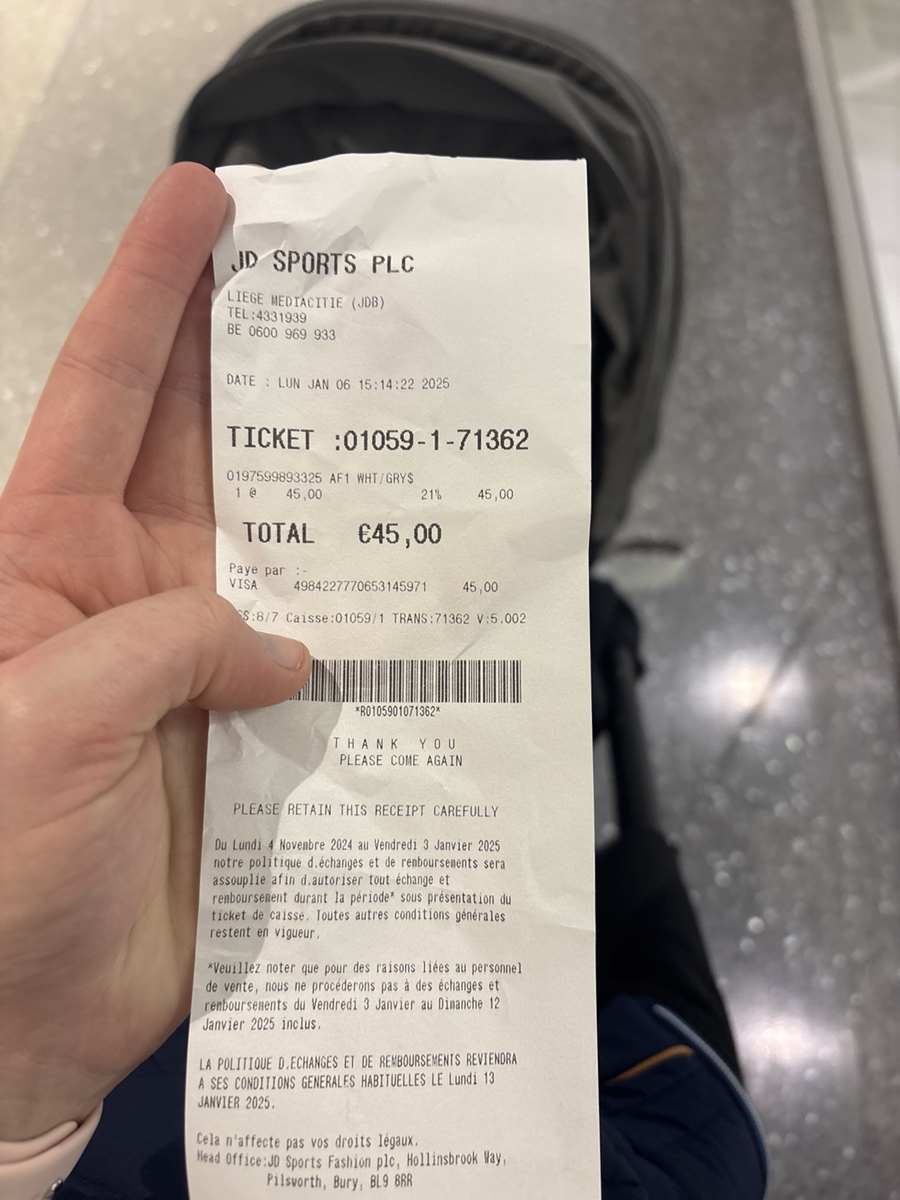 JD SPORTS PLC
LIEGE MEDIACITIE (JDB)
TEL:4331939
BE 0600 969 933
DATE : LUN JAN 06 15:14:22 2025
TICKET :01059-1-71362
0197599893325 AF1 WHT/GRY$
1 @ 45,00 21% 45,00
TOTAL €45,00
Paye par :-
VISA 4984227770653145971 45,00
S:8/7 Caisse:01059/1 TRANS:71362 V:5.002
*R0105901071362*
THANK YOU
PLEASE COME AGAIN
PLEASE RETAIN THIS RECEIPT CAREFULLY
Du Lundi 4 Novembre 2024 au Vendredi 3 Janvier 2025
notre politique d.échanges et de remboursements sera
assouplie afin d.autoriser tout échange et
remboursement durant la période* sous présentation du
ticket de caisse. Toutes autres conditions générales
restent en vigueur.
*Veuillez noter que pour des raisons liées au personnel
de vente, nous ne procéderons pas à des échanges et
remboursements du Vendredi 3 Janvier au Dimanche 12
Janvier 2025 inclus.
LA POLITIQUE D.ECHANGES ET DE REMBOURSEMENTS REVIENDRA
A SES CONDITIONS GENERALES HABITUELLES LE Lundi 13
JANVIER 2025.
Cela n'affecte pas vos droits légaux.
Head Office:JD Sports Fashion plc, Hollinsbrook Way,
Pilsworth, Bury, BL9 8RR